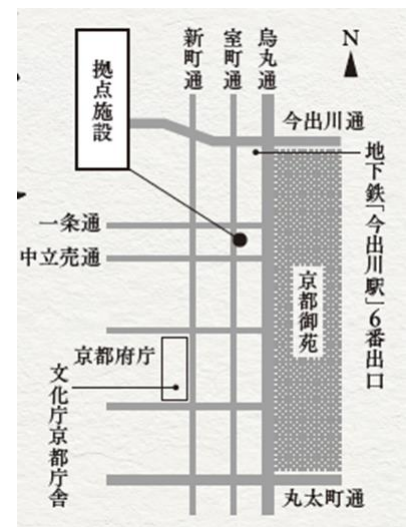 新町通
室町通
烏丸通
N
拠点施設
今出川通
地下鉄「今出川駅」6番出口
一条通
中立売通
京都御苑
京都府庁
文化庁京都庁舎
丸太町通